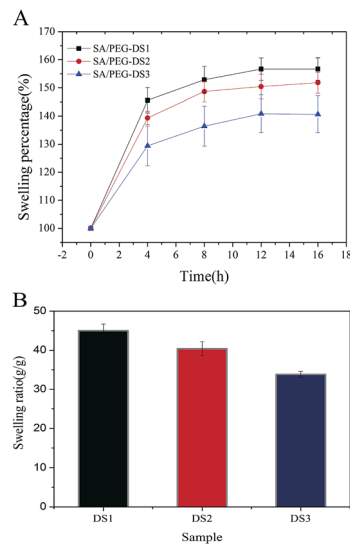 A
160
150
140
130
120
110
100
-2
0
2
4
6
8
10
12
14
16
18
Swelling percentage(%)
Time(h)
SA/PEG-DS1
SA/PEG-DS2
SA/PEG-DS3
B
50
40
30
20
10
0
Swelling ratio(g/g)
DS1
DS2
DS3
Sample